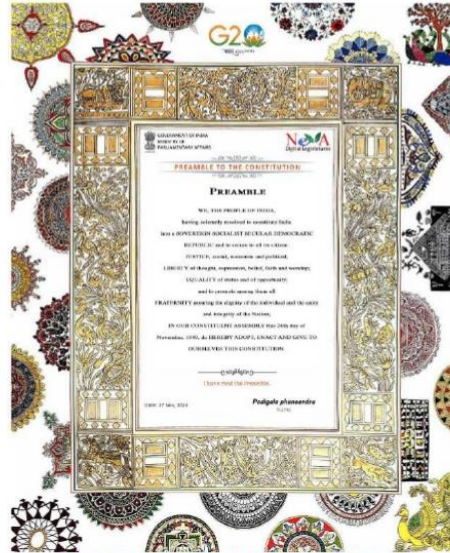 G20
GOVERNMENT OF INDIA
MINISTRY OF
PARLIAMENTARY AFFAIRS
NeVA
Digital Legislatures
PREAMBLE TO THE CONSTITUTION
PREAMBLE
WE, THE PEOPLE OF INDIA,
having solemnly resolved to constitute India
into a SOVEREIGN SOCIALIST SECULAR DEMOCRATIC
REPUBLIC and to secure to all its citizens
JUSTICE, social, economic and political;
LIBERTY of thought, expression, belief, faith and worship;
EQUALITY of status and of opportunity;
and to promote among them all
FRATERNITY assuring the dignity of the individual and the unity
and integrity of the Nation;
IN OUR CONSTITUENT ASSEMBLY this 26th day of
November, 1949, do HEREBY ADOPT, ENACT AND GIVE TO
OURSELVES THIS CONSTITUTION
I have read the Preamble.
Podigala phaneendra